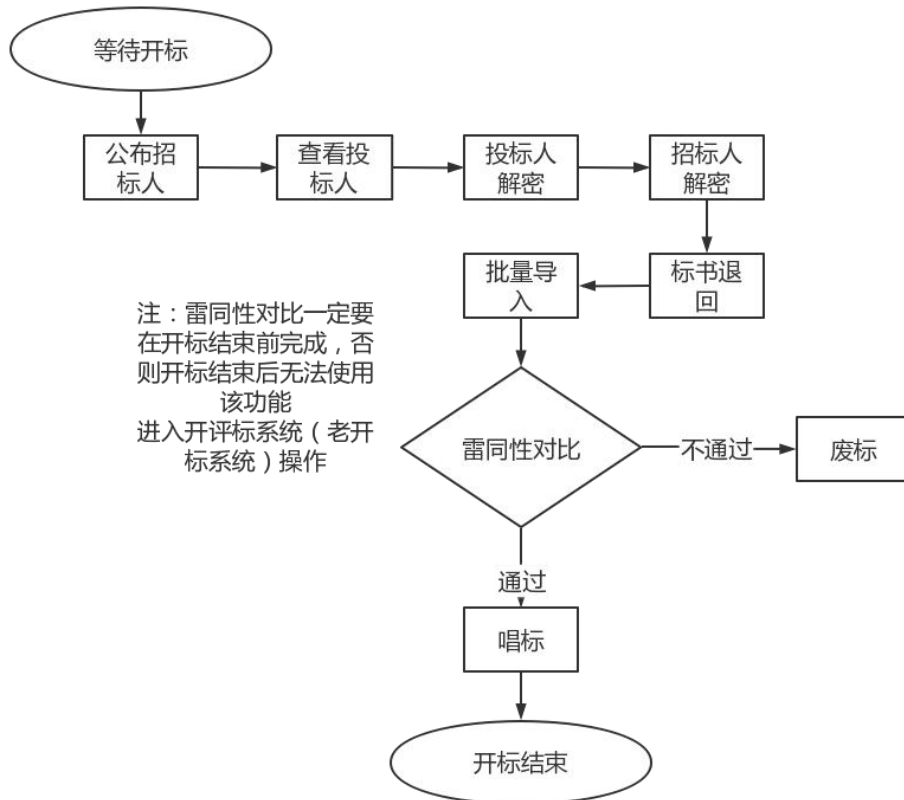 等待开标
公布招
标人
查看投
标人
投标人
解密
招标人
解密
标书退
回
批量导
入
注：雷同性对比一定要
在开标结束前完成，否
则开标结束后无法使用
该功能
进入开评标系统（老开
标系统）操作
雷同性对比
不通过
废标
通过
唱标
开标结束